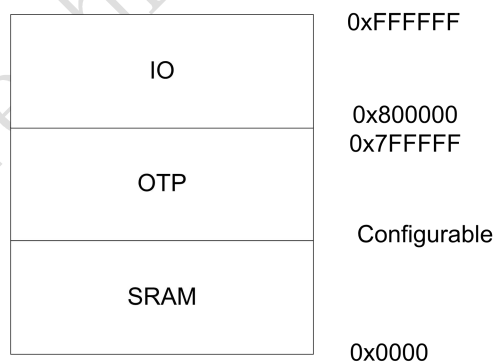 0xFFFFFF
IO
0x800000
0x7FFFFF
OTP
Configurable
SRAM
0x0000